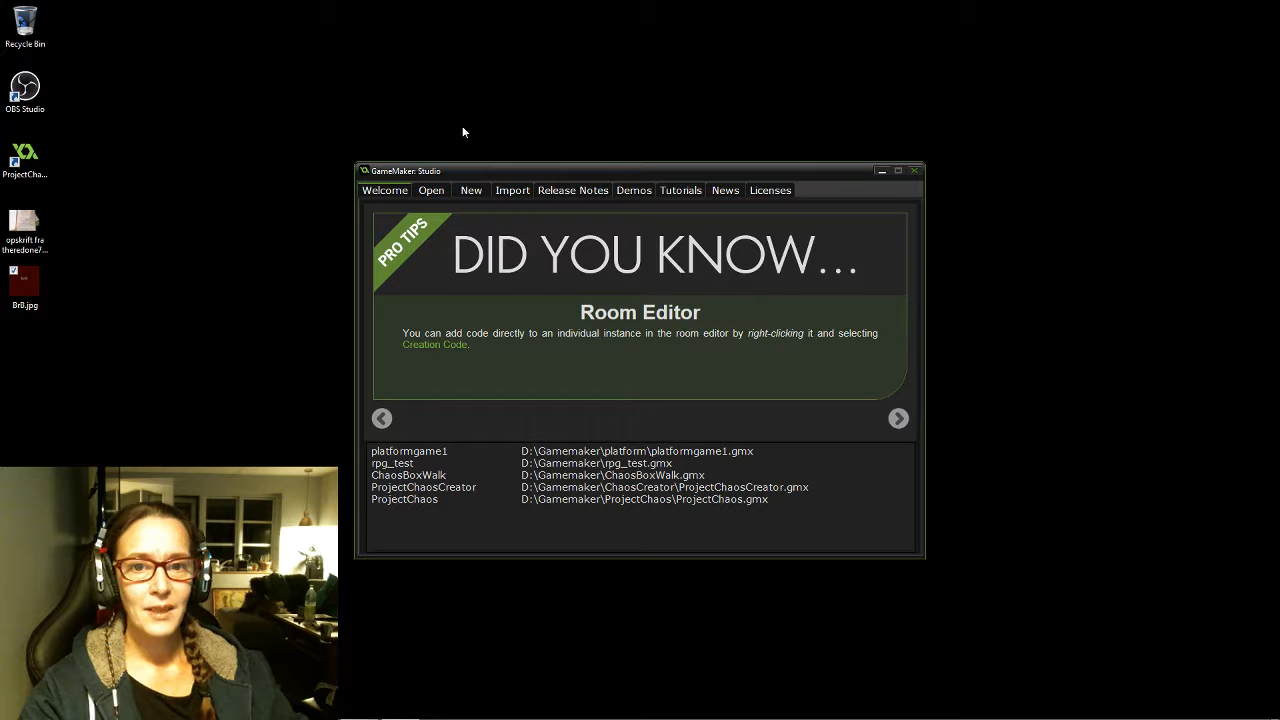 Recycle Bin
OBS Studio
ProjectCha...
opskrift fra
theredone7...
BrB.jpg
GameMaker: Studio
Welcome Open New Import Release Notes Demos Tutorials News Licenses
PRO TIPS
DID YOU KNOW...
Room Editor
You can add code directly to an individual instance in the room editor by right-clicking it and selecting
Creation Code.
platformgame1 D:\Gamemaker\platform\platformgame1.gmx
rpg_test D:\Gamemaker\rpg_test.gmx
ChaosBoxWalk D:\Gamemaker\ChaosBoxWalk.gmx
ProjectChaosCreator D:\Gamemaker\ChaosCreator\ProjectChaosCreator.gmx
ProjectChaos D:\Gamemaker\ProjectChaos\ProjectChaos.gmx